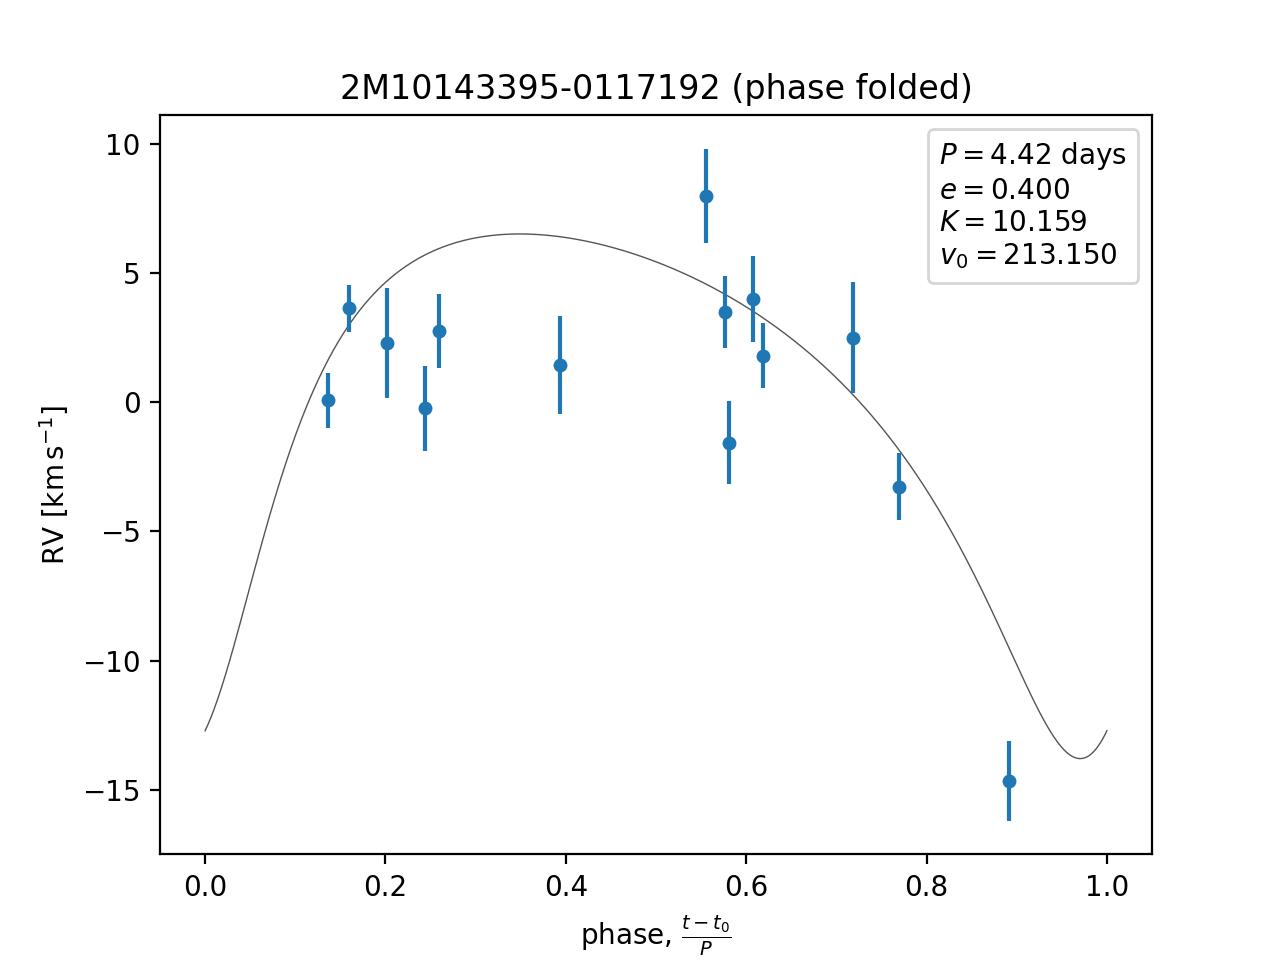 2M10143395-0117192 (phase folded)
P = 4.42 days
e = 0.400
K = 10.159
v₀ = 213.150
10
5
0
−5
−10
−15
RV [km s⁻¹]
0.0 0.2 0.4 0.6 0.8 1.0
phase, (t − t₀)/P